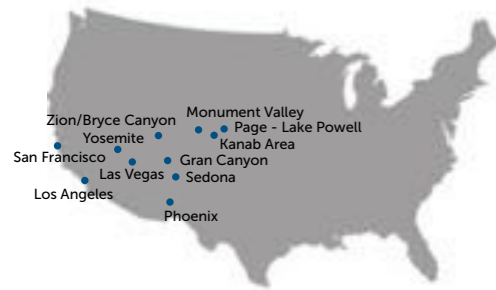 Monument Valley
Zion/Bryce Canyon
Page - Lake Powell
Yosemite
Kanab Area
San Francisco
Gran Canyon
Las Vegas
Sedona
Los Angeles
Phoenix